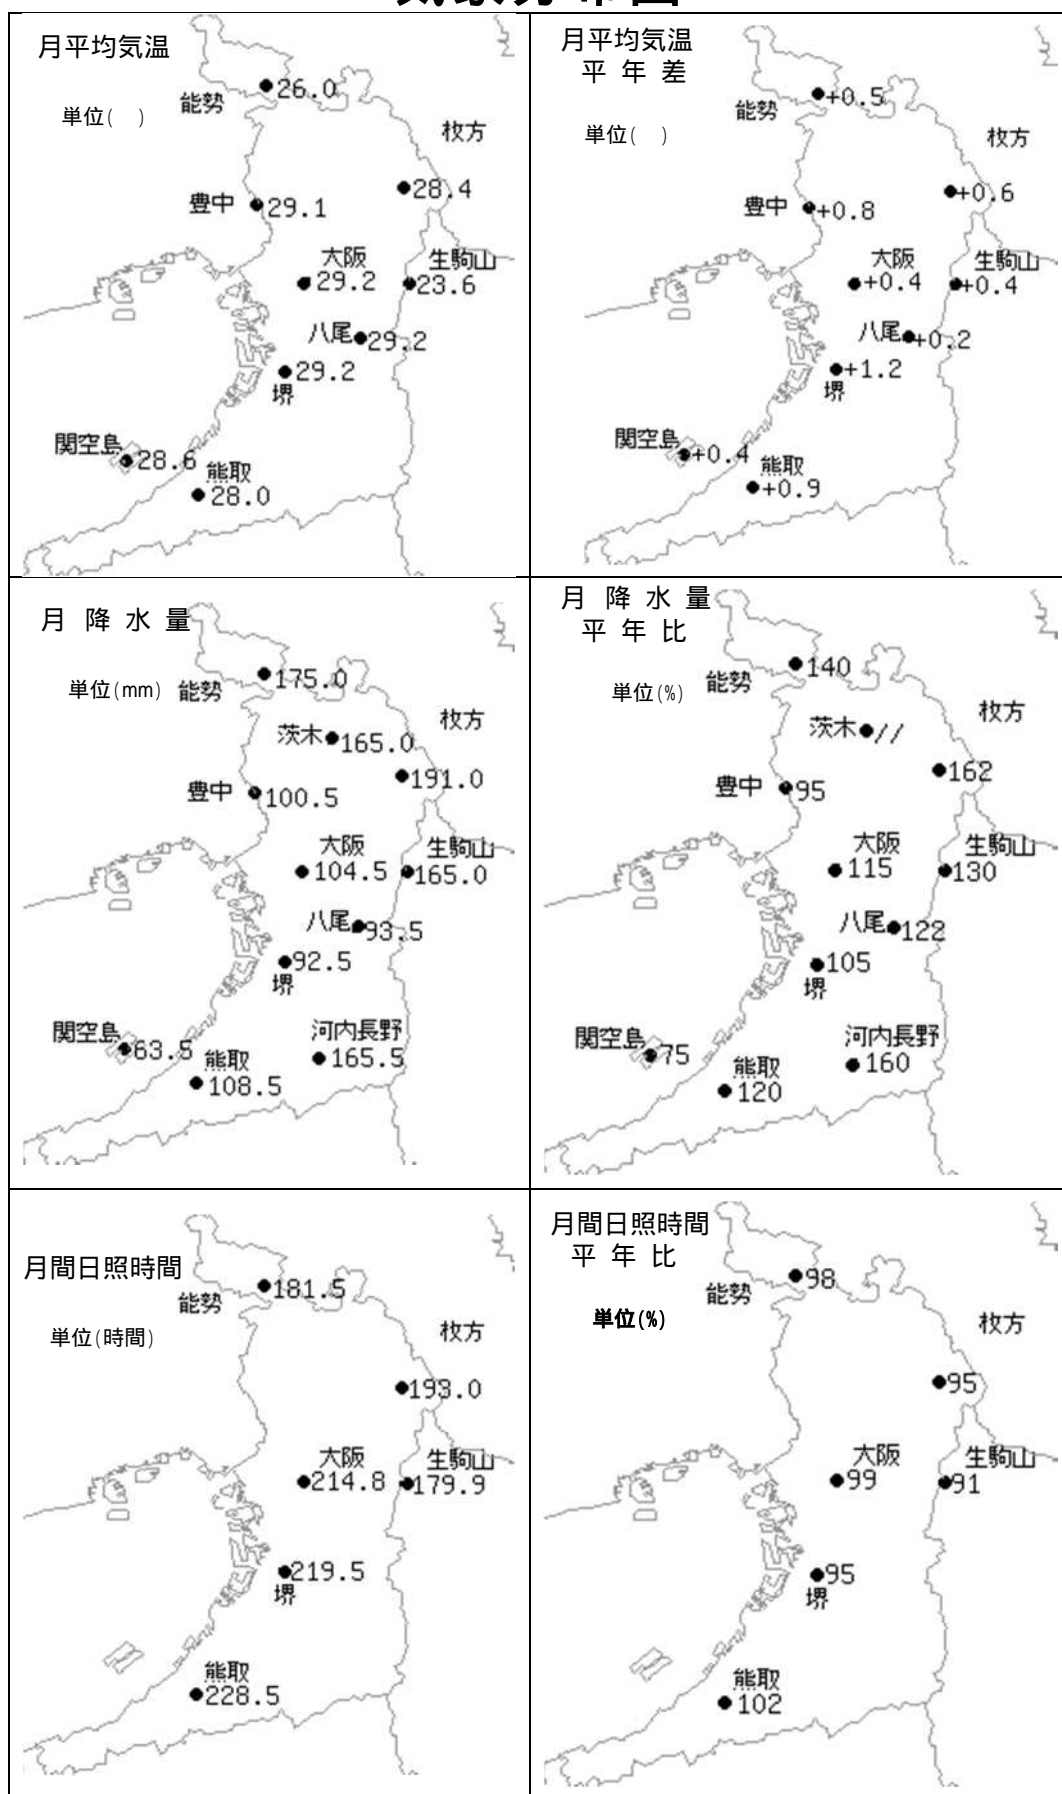 月平均気温
単位( )
能勢
26.0
枚方
28.4
豊中
29.1
大阪
29.2
生駒山
23.6
八尾
29.2
29.2
堺
関空島
28.6
熊取
28.0
月平均気温
平 年 差
単位( )
能勢
+0.5
枚方
+0.6
豊中
+0.8
大阪
+0.4
生駒山
+0.4
八尾
+0.2
+1.2
堺
関空島
+0.4
熊取
+0.9
月 降 水 量
単位(mm)
能勢
175.0
茨木
165.0
枚方
191.0
豊中
100.5
大阪
104.5
生駒山
165.0
八尾
93.5
92.5
堺
関空島
63.5
熊取
108.5
河内長野
165.5
月 降 水 量
平 年 比
単位(%)
能勢
140
茨木
//
枚方
162
豊中
95
大阪
115
生駒山
130
八尾
122
105
堺
関空島
75
熊取
120
河内長野
160
月間日照時間
単位(時間)
能勢
181.5
枚方
193.0
大阪
214.8
生駒山
179.9
219.5
堺
熊取
228.5
月間日照時間
平 年 比
単位(%)
能勢
98
枚方
95
大阪
99
生駒山
91
95
堺
熊取
102